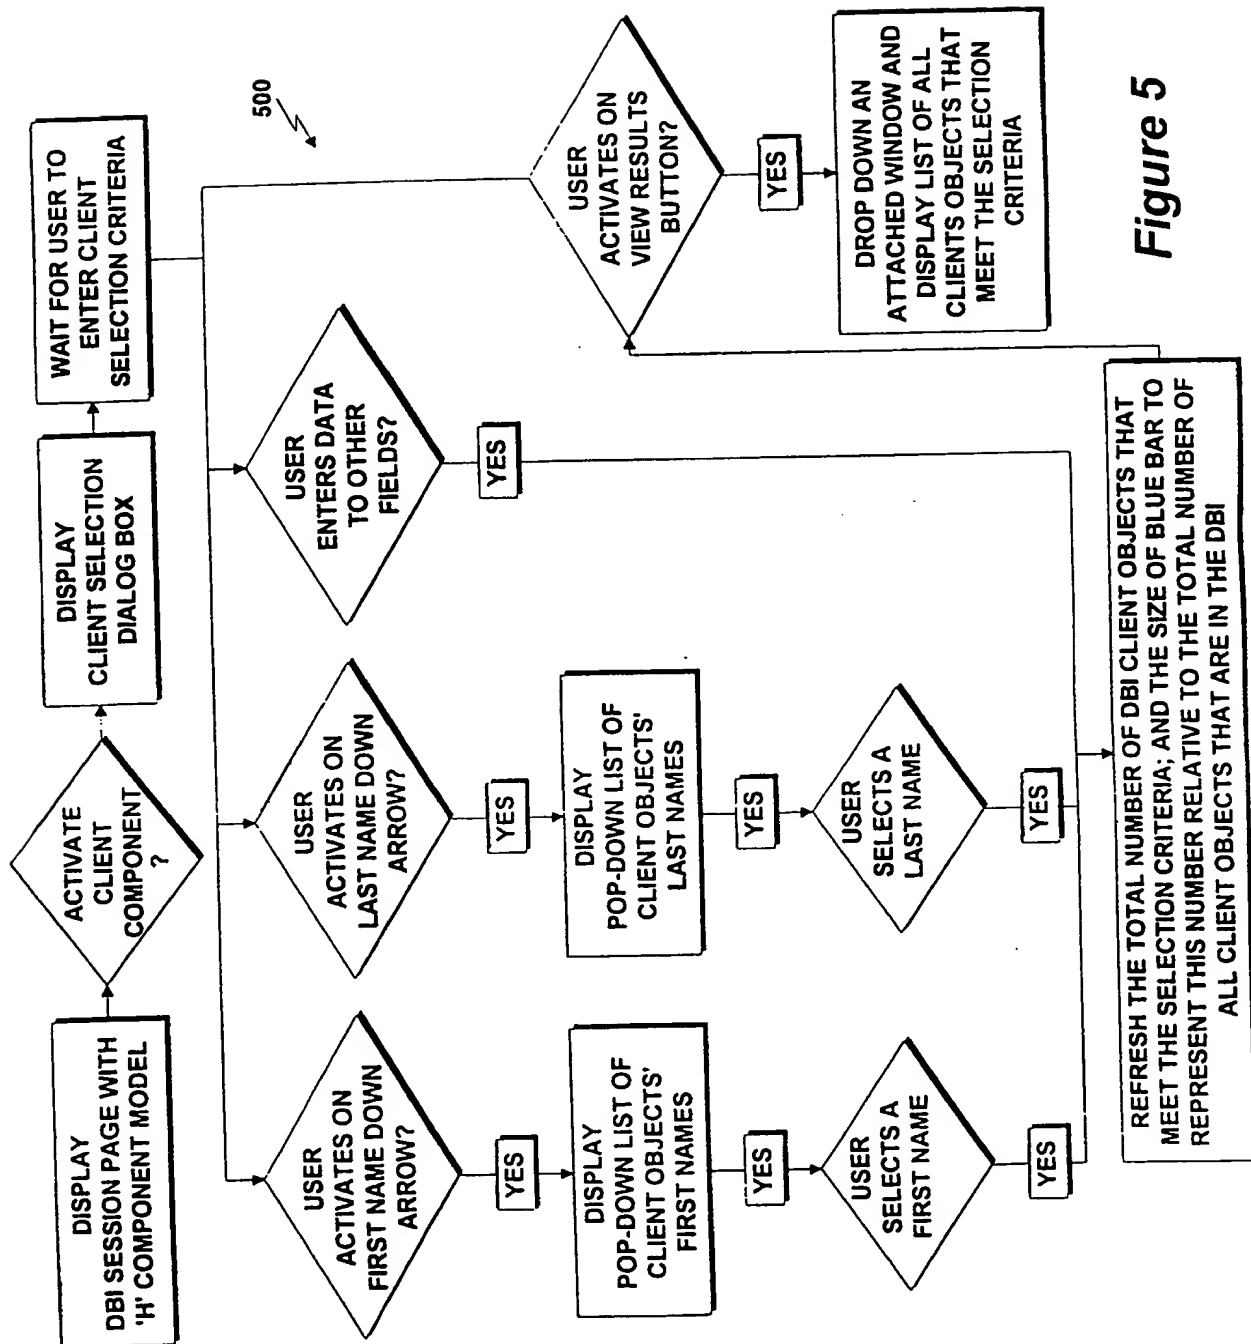 DISPLAY
DBI SESSION PAGE WITH
'H' COMPONENT MODEL
ACTIVATE
CLIENT
COMPONENT
?
DISPLAY
CLIENT SELECTION
DIALOG BOX
WAIT FOR USER TO
ENTER CLIENT
SELECTION CRITERIA
500
USER
ACTIVATES ON
FIRST NAME DOWN
ARROW?
YES
DISPLAY
POP-DOWN LIST OF
CLIENT OBJECTS'
FIRST NAMES
YES
USER
SELECTS A
FIRST NAME
YES
USER
ACTIVATES ON
LAST NAME DOWN
ARROW?
YES
DISPLAY
POP-DOWN LIST OF
CLIENT OBJECTS'
LAST NAMES
YES
USER
SELECTS A
LAST NAME
YES
USER
ENTERS DATA
TO OTHER
FIELDS?
YES
REFRESH THE TOTAL NUMBER OF DBI CLIENT OBJECTS THAT
MEET THE SELECTION CRITERIA; AND THE SIZE OF BLUE BAR TO
REPRESENT THIS NUMBER RELATIVE TO THE TOTAL NUMBER OF
ALL CLIENT OBJECTS THAT ARE IN THE DBI
USER
ACTIVATES ON
VIEW RESULTS
BUTTON?
YES
DROP DOWN AN
ATTACHED WINDOW AND
DISPLAY LIST OF ALL
CLIENTS OBJECTS THAT
MEET THE SELECTION
CRITERIA
Figure 5